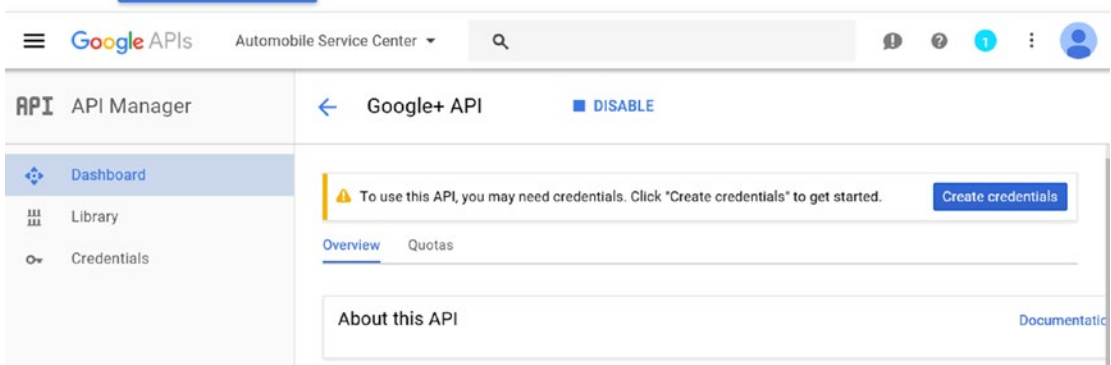 Google APIs Automobile Service Center 1
API API Manager Google+ API DISABLE
Dashboard
To use this API, you may need credentials. Click "Create credentials" to get started. Create credentials
Library
Overview Quotas
Credentials
About this API Documentatio